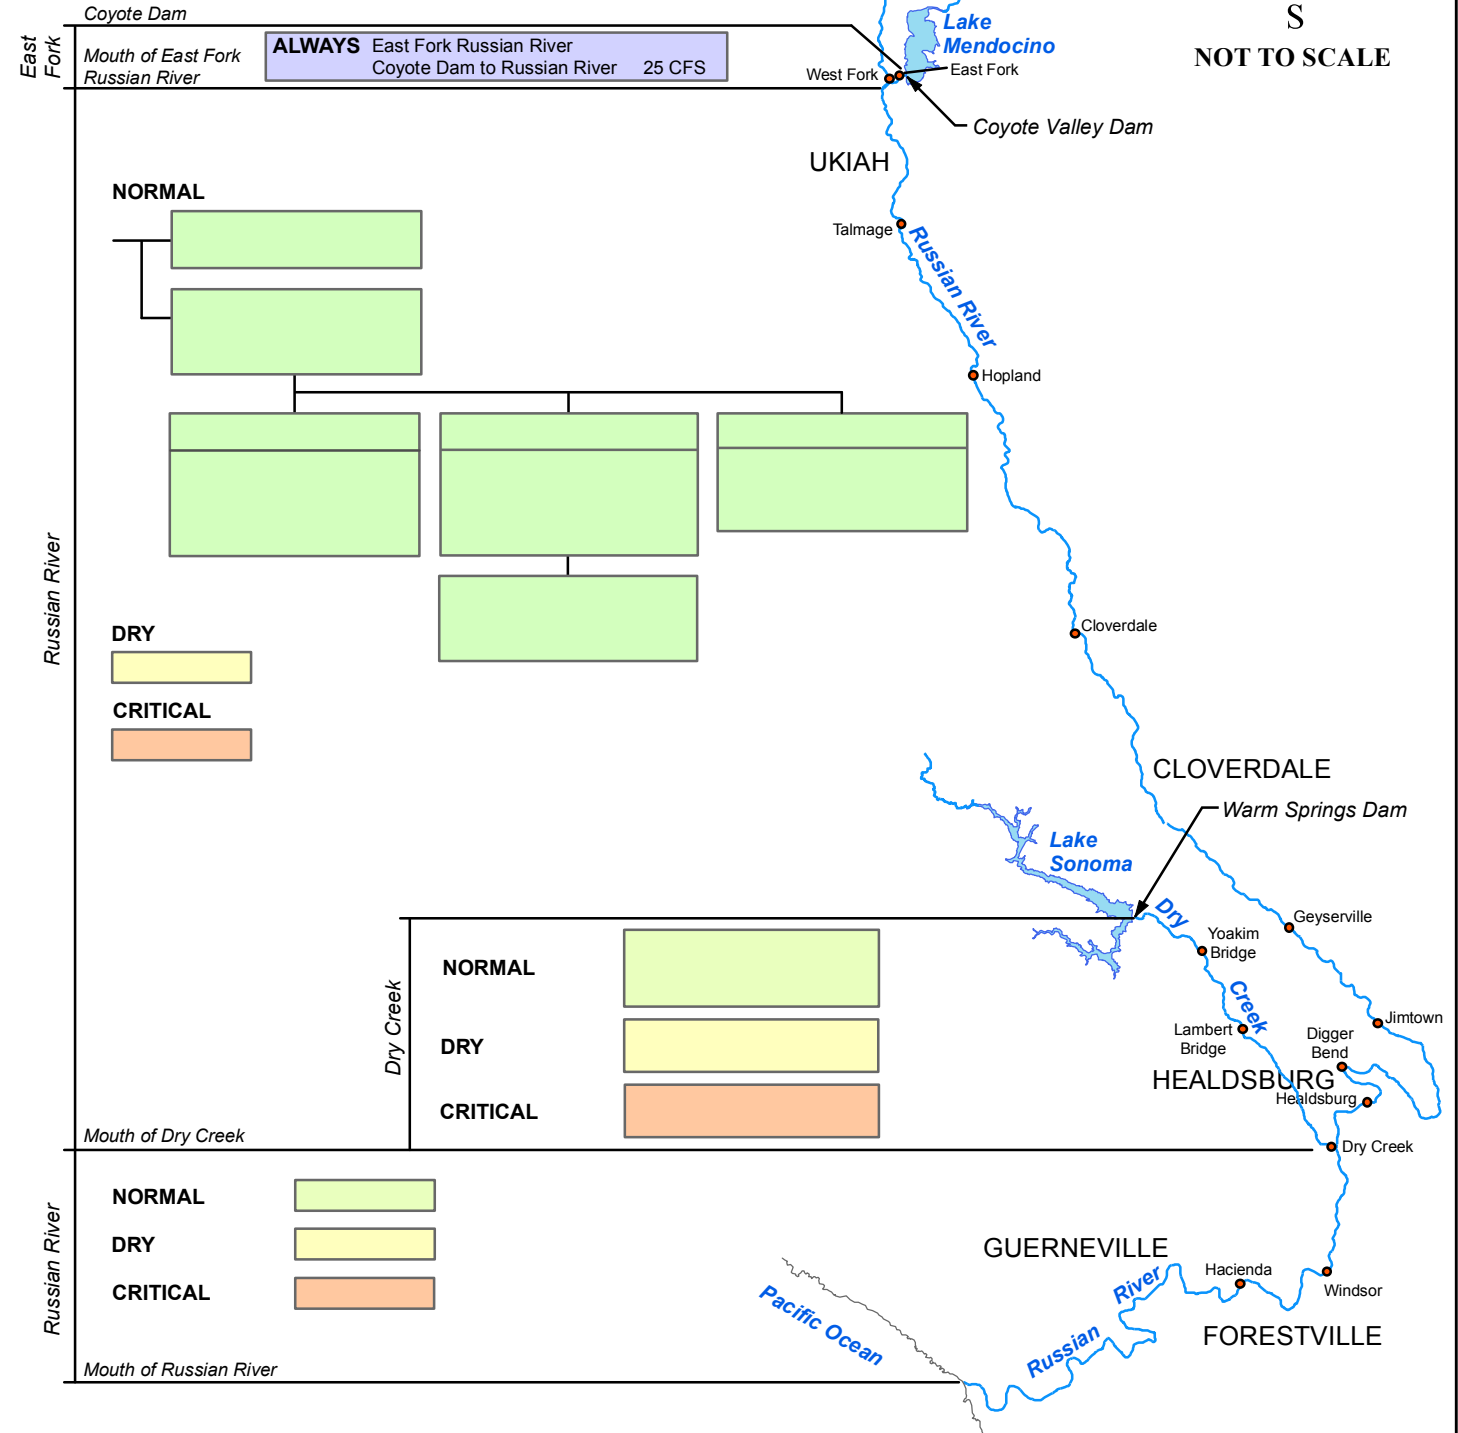 Coyote Dam
East
Fork
Mouth of East Fork
Russian River
ALWAYS East Fork Russian River
Coyote Dam to Russian River 25 CFS
Lake
Mendocino
S
NOT TO SCALE
West Fork
East Fork
Coyote Valley Dam
UKIAH
NORMAL
Talmage
Russian River
Hopland
Russian River
DRY
CRITICAL
Cloverdale
CLOVERDALE
Warm Springs Dam
Lake
Sonoma
Dry
Creek
Geyserville
Yoakim
Bridge
Dry Creek
NORMAL
DRY
CRITICAL
Lambert
Bridge
Jimtown
Digger
Bend
HEALDSBURG
Healdsburg
Mouth of Dry Creek
Dry Creek
Russian River
NORMAL
DRY
CRITICAL
GUERNEVILLE
Hacienda
Windsor
FORESTVILLE
Russian
River
Pacific Ocean
Mouth of Russian River